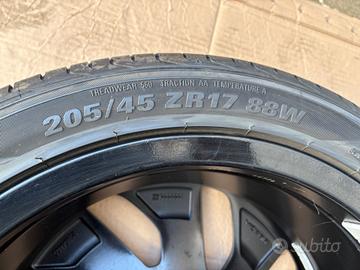 TREADWEAR 560 TRACTION AA TEMPERATURE A
205/45 ZR17 88W
subito